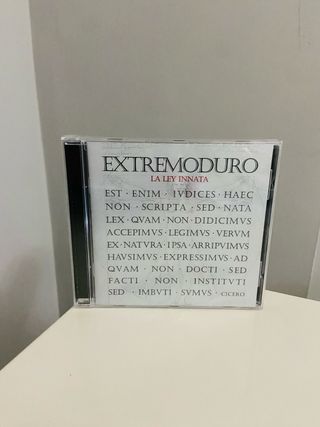 EXTREMODURO
LA LEY INNATA
EST · ENIM · IVDICES · HAEC
NON · SCRIPTA · SED · NATA
LEX · QVAM · NON · DIDICIMVS
ACCEPIMVS · LEGIMVS · VERVM
EX · NATVRA · IPSA · ARRIPVIMVS
HAVSIMVS · EXPRESSIMVS · AD
QVAM · NON · DOCTI · SED
FACTI · NON · INSTITVTI
SED · IMBVTI · SVMVS · CICERO